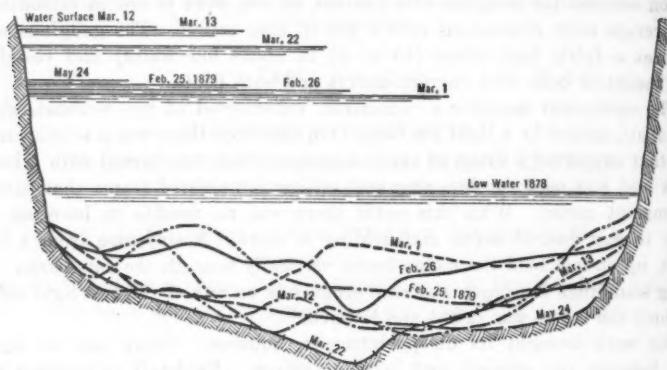 Water Surface Mar. 12
Mar. 13
Mar. 22
May 24
Feb. 25, 1879
Feb. 26
Mar. 1
Low Water 1878
Mar. 1
Feb. 26
Mar. 13
Feb. 25, 1879
Mar. 12
May 24
Mar. 22